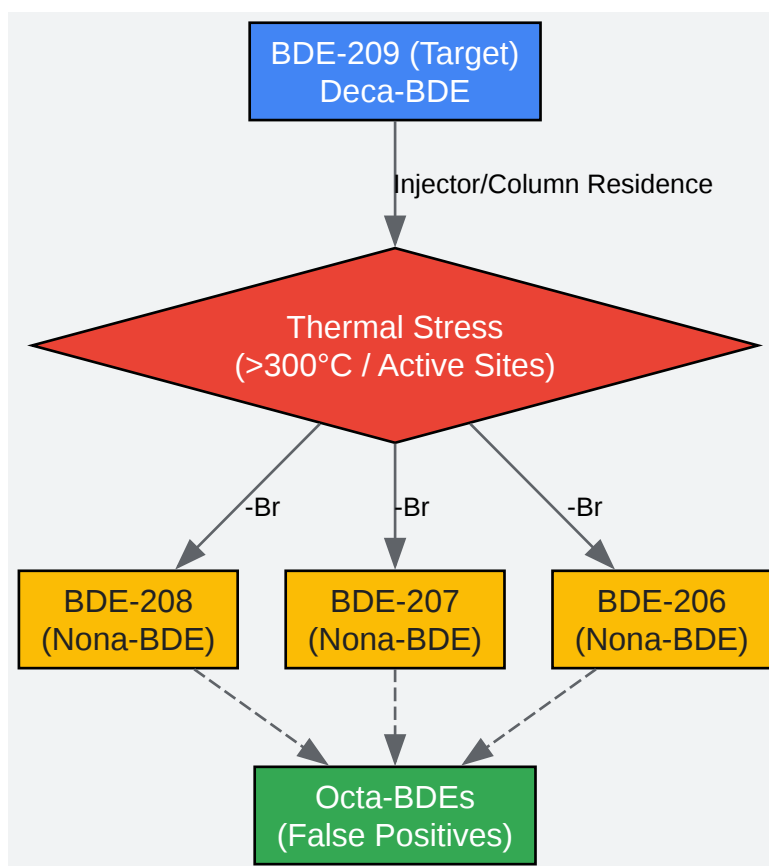 BDE-209 (Target)
Deca-BDE
Injector/Column Residence
Thermal Stress
(>300°C / Active Sites)
-Br
-Br
-Br
BDE-208
(Nona-BDE)
BDE-207
(Nona-BDE)
BDE-206
(Nona-BDE)
Octa-BDEs
(False Positives)